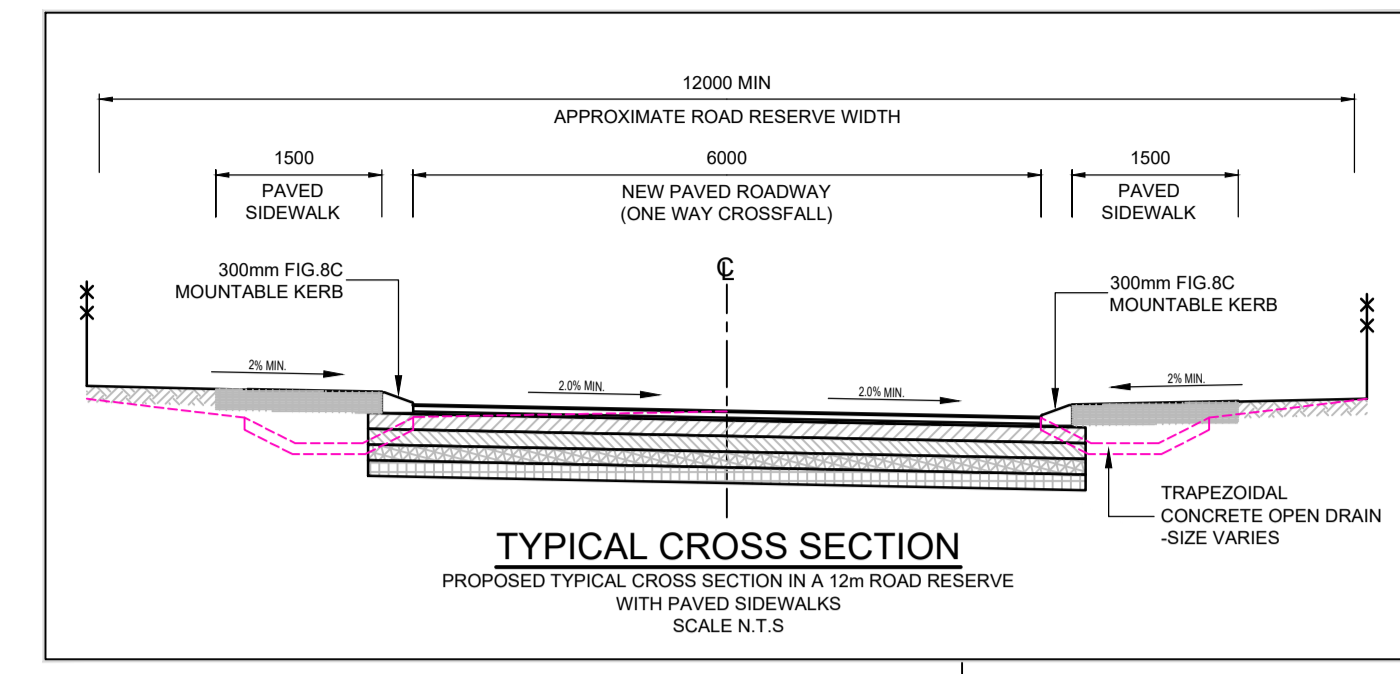 12000 MIN
APPROXIMATE ROAD RESERVE WIDTH
1500
PAVED
SIDEWALK
6000
NEW PAVED ROADWAY
(ONE WAY CROSSFALL)
1500
PAVED
SIDEWALK
300mm FIG.8C
MOUNTABLE KERB
℄
300mm FIG.8C
MOUNTABLE KERB
2% MIN.
2.0% MIN.
2.0% MIN.
2% MIN.
TRAPEZOIDAL
CONCRETE OPEN DRAIN
-SIZE VARIES
TYPICAL CROSS SECTION
PROPOSED TYPICAL CROSS SECTION IN A 12m ROAD RESERVE
WITH PAVED SIDEWALKS
SCALE N.T.S